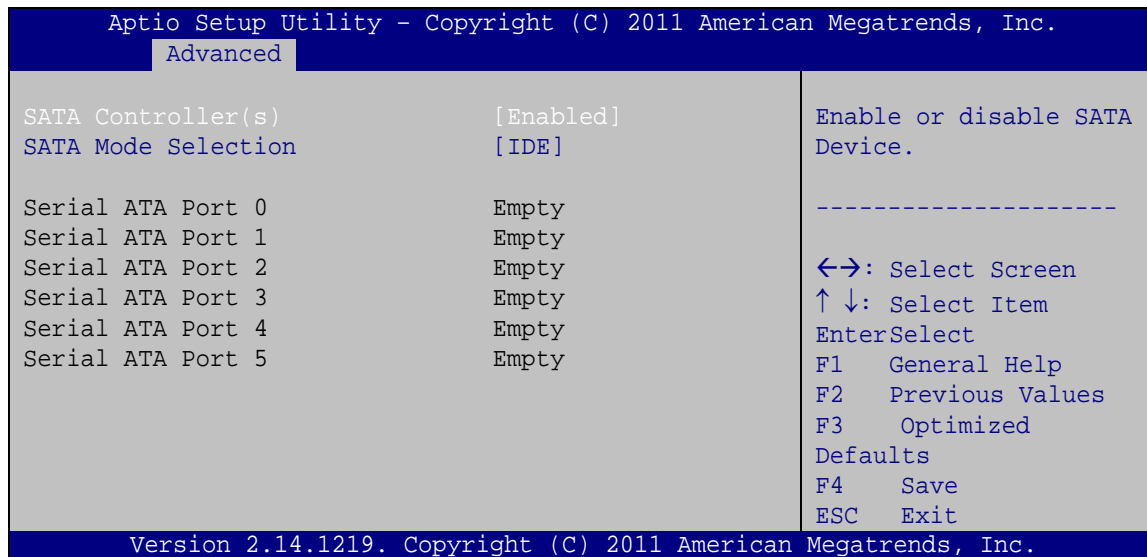 Aptio Setup Utility – Copyright (C) 2011 American Megatrends, Inc.
Advanced
SATA Controller(s) [Enabled]
SATA Mode Selection [IDE]
Serial ATA Port 0 Empty
Serial ATA Port 1 Empty
Serial ATA Port 2 Empty
Serial ATA Port 3 Empty
Serial ATA Port 4 Empty
Serial ATA Port 5 Empty
Enable or disable SATA
Device.
---------------------
←→: Select Screen
↑ ↓: Select Item
EnterSelect
F1 General Help
F2 Previous Values
F3 Optimized
Defaults
F4 Save
ESC Exit
Version 2.14.1219. Copyright (C) 2011 American Megatrends, Inc.